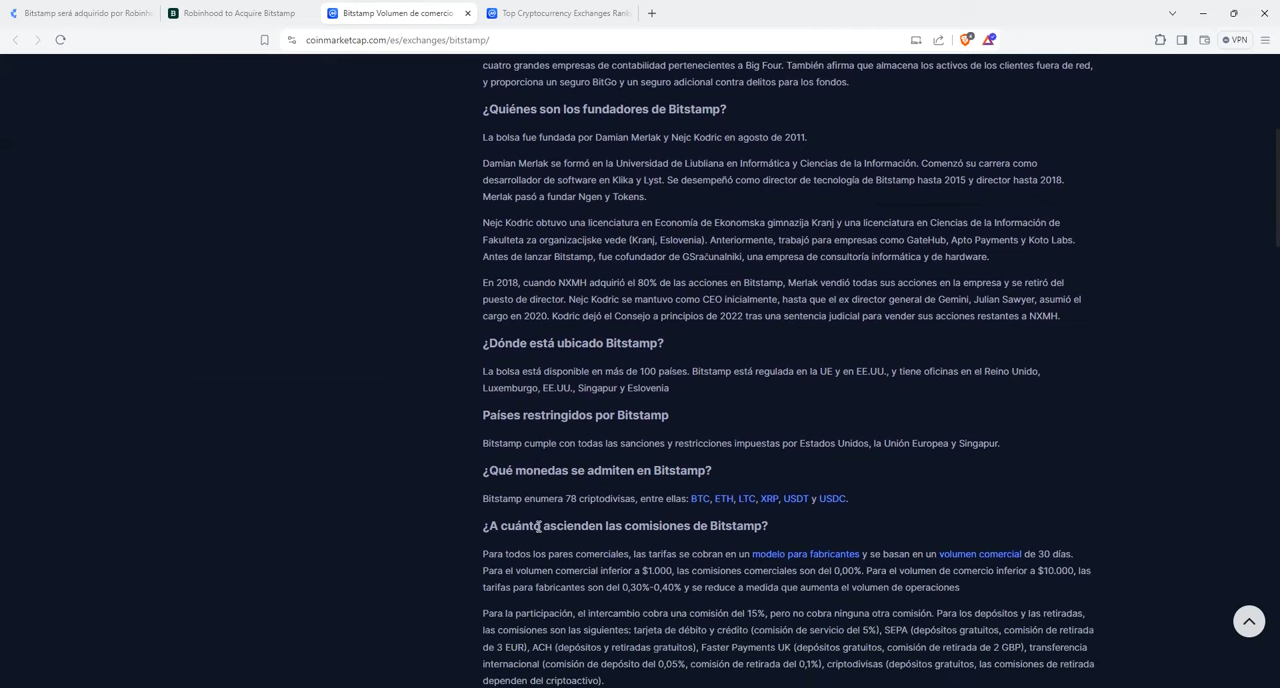 Bitstamp será adquirido por Robinh
Robinhood to Acquire Bitstamp
Bitstamp Volumen de comercio
Top Cryptocurrency Exchanges Rank
coinmarketcap.com/es/exchanges/bitstamp/
4
VPN
cuatro grandes empresas de contabilidad pertenecientes a Big Four. También afirma que almacena los activos de los clientes fuera de red,
y proporciona un seguro BitGo y un seguro adicional contra delitos para los fondos.
¿Quiénes son los fundadores de Bitstamp?
La bolsa fue fundada por Damian Merlak y Nejc Kodric en agosto de 2011.
Damian Merlak se formó en la Universidad de Liubliana en Informática y Ciencias de la Información. Comenzó su carrera como
desarrollador de software en Klika y Lyst. Se desempeñó como director de tecnología de Bitstamp hasta 2015 y director hasta 2018.
Merlak pasó a fundar Ngen y Tokens.
Nejc Kodric obtuvo una licenciatura en Economía de Ekonomska gimnazija Kranj y una licenciatura en Ciencias de la Información de
Fakulteta za organizacijske vede (Kranj, Eslovenia). Anteriormente, trabajó para empresas como GateHub, Apto Payments y Koto Labs.
Antes de lanzar Bitstamp, fue cofundador de GSračunalniki, una empresa de consultoría informática y de hardware.
En 2018, cuando NXMH adquirió el 80% de las acciones en Bitstamp, Merlak vendió todas sus acciones en la empresa y se retiró del
puesto de director. Nejc Kodric se mantuvo como CEO inicialmente, hasta que el ex director general de Gemini, Julian Sawyer, asumió el
cargo en 2020. Kodric dejó el Consejo a principios de 2022 tras una sentencia judicial para vender sus acciones restantes a NXMH.
¿Dónde está ubicado Bitstamp?
La bolsa está disponible en más de 100 países. Bitstamp está regulada en la UE y en EE.UU., y tiene oficinas en el Reino Unido,
Luxemburgo, EE.UU., Singapur y Eslovenia
Países restringidos por Bitstamp
Bitstamp cumple con todas las sanciones y restricciones impuestas por Estados Unidos, la Unión Europea y Singapur.
¿Qué monedas se admiten en Bitstamp?
Bitstamp enumera 78 criptodivisas, entre ellas: BTC, ETH, LTC, XRP, USDT y USDC.
¿A cuánto ascienden las comisiones de Bitstamp?
Para todos los pares comerciales, las tarifas se cobran en un modelo para fabricantes y se basan en un volumen comercial de 30 días.
Para el volumen comercial inferior a $1.000, las comisiones comerciales son del 0,00%. Para el volumen de comercio inferior a $10.000, las
tarifas para fabricantes son del 0,30%-0,40% y se reduce a medida que aumenta el volumen de operaciones
Para la participación, el intercambio cobra una comisión del 15%, pero no cobra ninguna otra comisión. Para los depósitos y las retiradas,
las comisiones son las siguientes: tarjeta de débito y crédito (comisión de servicio del 5%), SEPA (depósitos gratuitos, comisión de retirada
de 3 EUR), ACH (depósitos y retiradas gratuitos), Faster Payments UK (depósitos gratuitos, comisión de retirada de 2 GBP), transferencia
internacional (comisión de depósito del 0,05%, comisión de retirada del 0,1%), criptodivisas (depósitos gratuitos, las comisiones de retirada
dependen del criptoactivo).